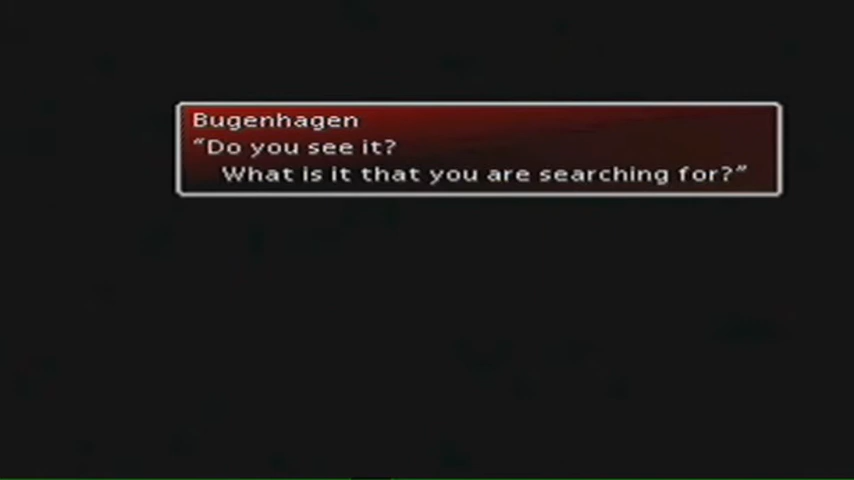 Bugenhagen
“Do you see it?
What is it that you are searching for?”